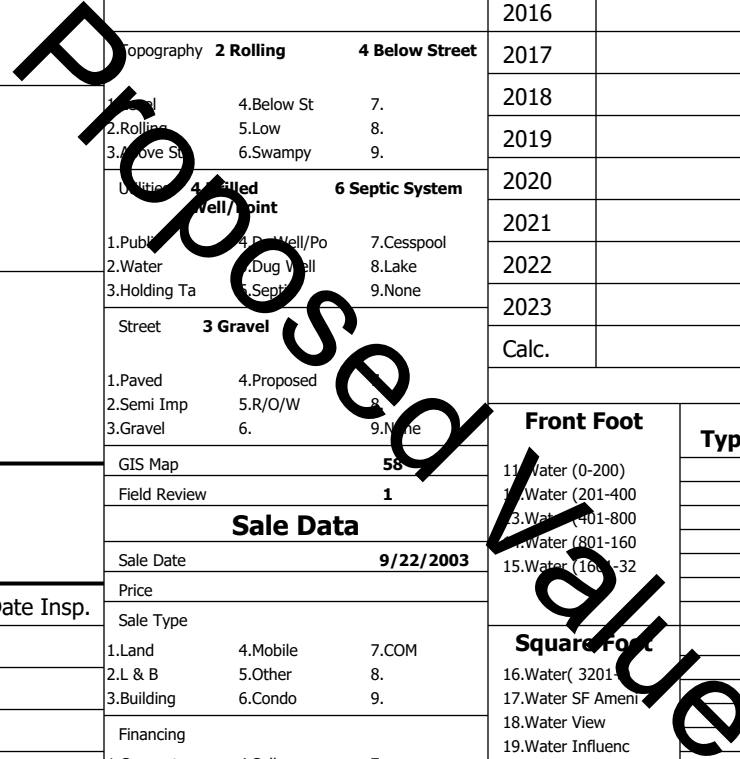 Topography 2 Rolling 4 Below Street
1.Level 4.Below St 7.
2.Rolling 5.Low 8.
3.Above St 6.Swampy 9.
Utilities 4 Drilled 6 Septic System
Well/Point
1.Public 4.Dr Well/Po 7.Cesspool
2.Water 5.Dug Well 8.Lake
3.Holding Ta 6.Septic 9.None
Street 3 Gravel
1.Paved 4.Proposed 7.
2.Semi Imp 5.R/O/W 8.
3.Gravel 6. 9.None
GIS Map 58
Field Review 1
Sale Data
Sale Date 9/22/2003
Price
Sale Type
1.Land 4.Mobile 7.COM
2.L & B 5.Other 8.
3.Building 6.Condo 9.
Financing
Date Insp.
2016
2017
2018
2019
2020
2021
2022
2023
Calc.
Front Foot
11.Water (0-200)
12.Water (201-400
13.Water (401-800
14.Water (801-160
15.Water (1601-32
Square Foot
16.Water( 3201-
17.Water SF Ameni
18.Water View
19.Water Influenc
Typ
Proposed Value